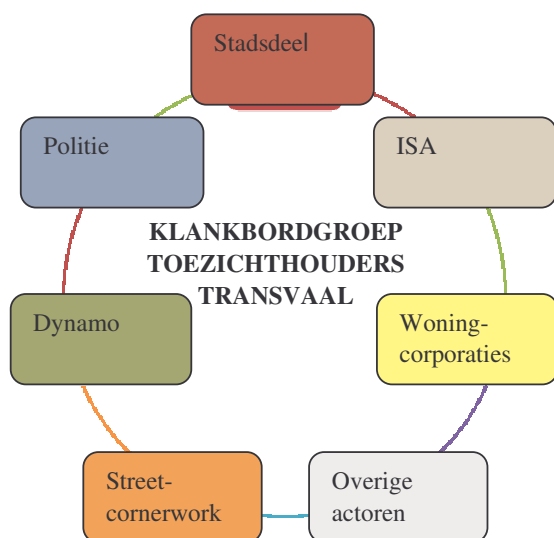 Stadsdeel
Politie
ISA
KLANKBORDGROEP
TOEZICHTHOUDERS
TRANSVAAL
Dynamo
Woning-
corporaties
Street-
cornerwork
Overige
actoren